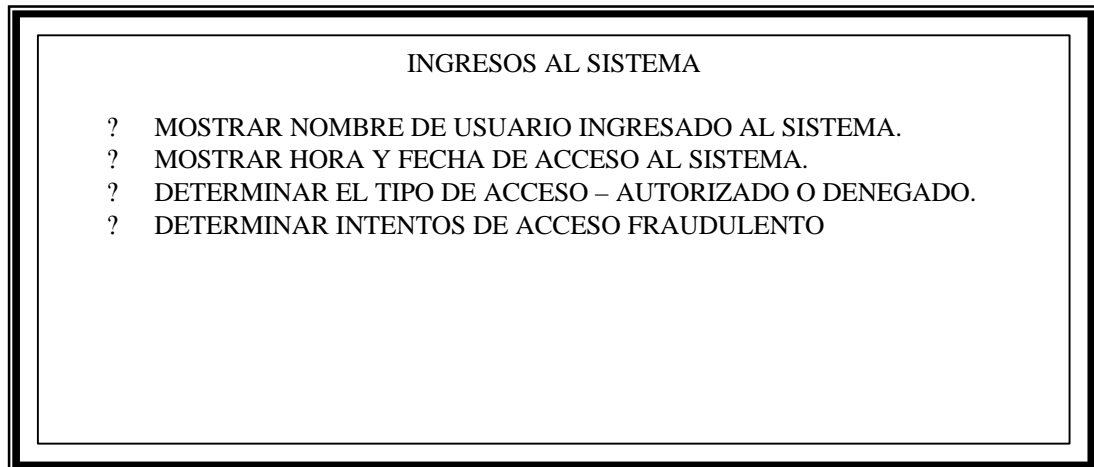 INGRESOS AL SISTEMA
? MOSTRAR NOMBRE DE USUARIO INGRESADO AL SISTEMA.
? MOSTRAR HORA Y FECHA DE ACCESO AL SISTEMA.
? DETERMINAR EL TIPO DE ACCESO – AUTORIZADO O DENEGADO.
? DETERMINAR INTENTOS DE ACCESO FRAUDULENTO